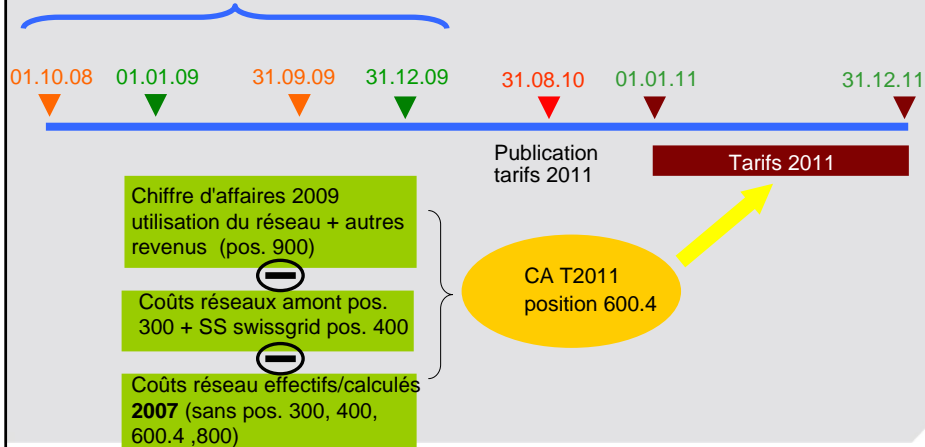 01.10.08 01.01.09 31.09.09 31.12.09 31.08.10 01.01.11 31.12.11
Publication
tarifs 2011
Tarifs 2011
Chiffre d'affaires 2009
utilisation du réseau + autres
revenus (pos. 900)
Coûts réseaux amont pos.
300 + SS swissgrid pos. 400
Coûts réseau effectifs/calculés
2007 (sans pos. 300, 400,
600.4 ,800)
CA T2011
position 600.4